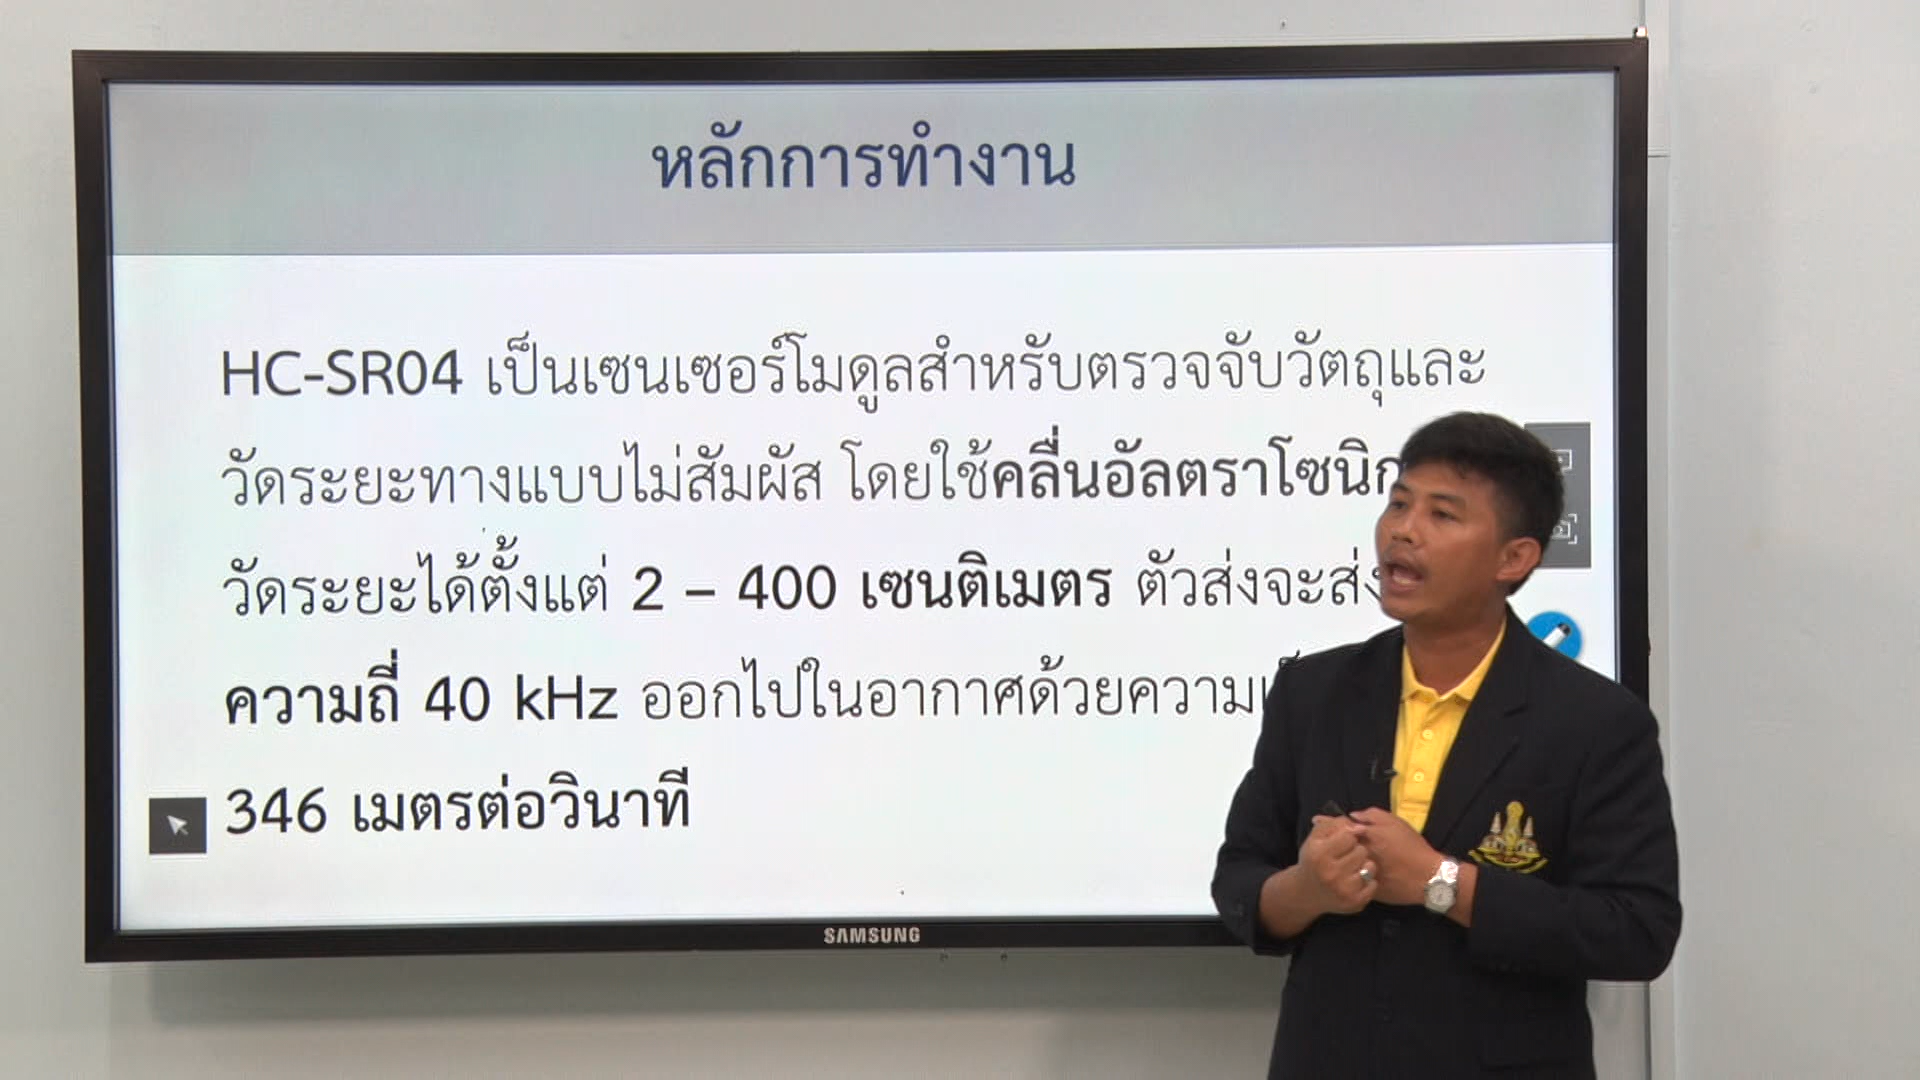 หลักการทำงาน
HC-SR04 เป็นเซนเซอร์โมดูลสำหรับตรวจจับวัตถุและ
วัดระยะทางแบบไม่สัมผัส โดยใช้คลื่นอัลตราโซนิก
วัดระยะได้ตั้งแต่ 2 – 400 เซนติเมตร ตัวส่งจะส่ง
ความถี่ 40 kHz ออกไปในอากาศด้วย
346 เมตรต่อวินาที
SAMSUNG